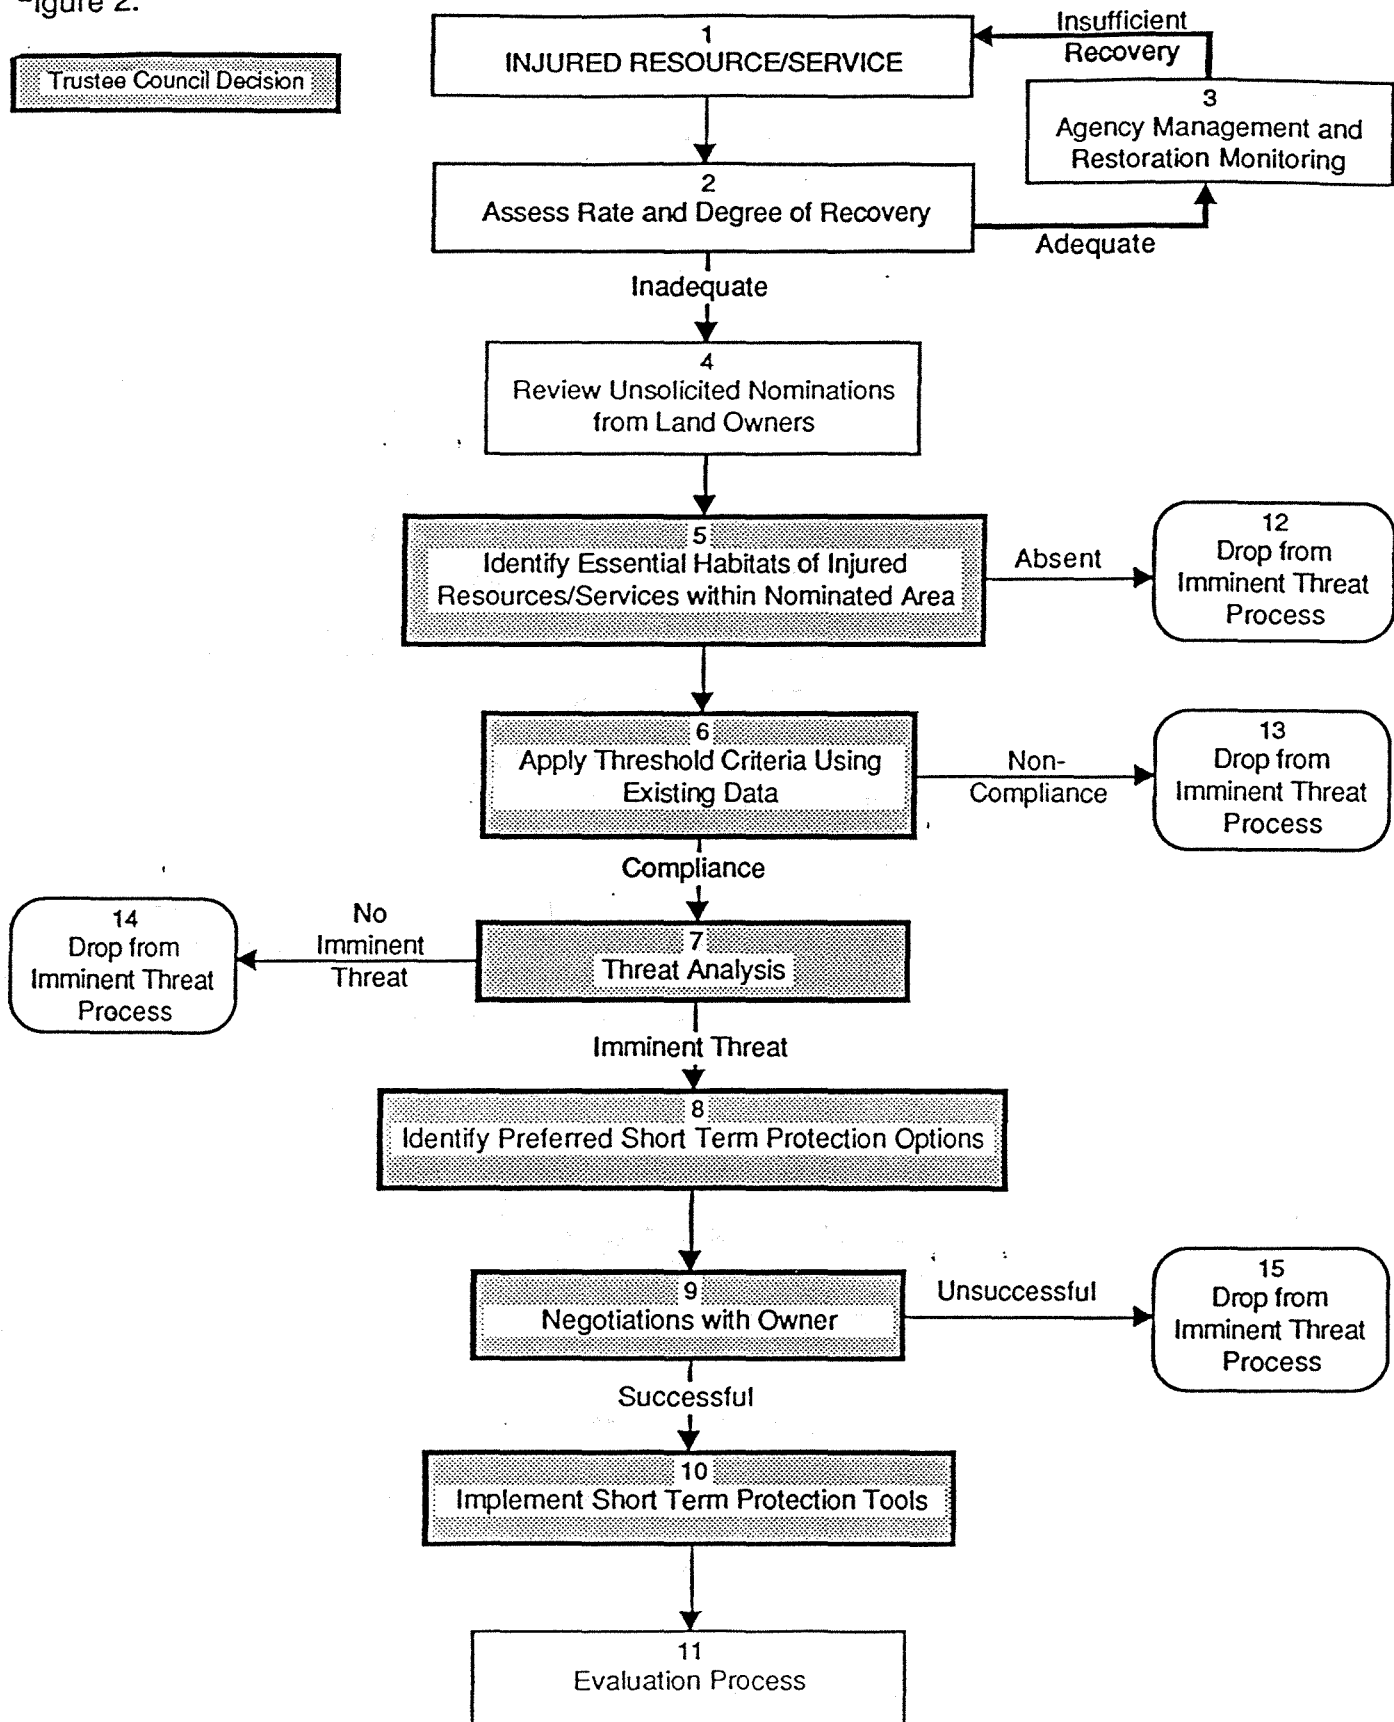 Figure 2.
Trustee Council Decision
1
INJURED RESOURCE/SERVICE
Insufficient
Recovery
3
Agency Management and
Restoration Monitoring
2
Assess Rate and Degree of Recovery
Adequate
Inadequate
4
Review Unsolicited Nominations
from Land Owners
5
Identify Essential Habitats of Injured
Resources/Services within Nominated Area
Absent
12
Drop from
Imminent Threat
Process
6
Apply Threshold Criteria Using
Existing Data
Non-
Compliance
13
Drop from
Imminent Threat
Process
Compliance
7
Threat Analysis
No
Imminent
Threat
14
Drop from
Imminent Threat
Process
Imminent Threat
8
Identify Preferred Short Term Protection Options
9
Negotiations with Owner
Unsuccessful
15
Drop from
Imminent Threat
Process
Successful
10
Implement Short Term Protection Tools
11
Evaluation Process